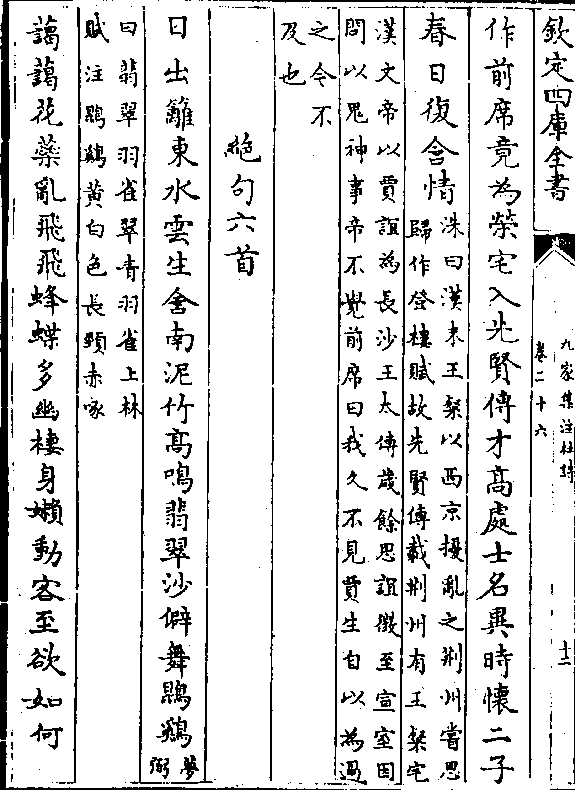 欽定四庫全書
九家集注杜詩
卷二十六
十二
作前席竟為榮宅入先賢傳才高處士名異時懷二子
春日復含情
洙曰漢末王粲以西京擾亂之荆州嘗思
歸作登樓賦故先賢傳載荆州有王粲宅
漢文帝以賈誼為長沙王太傅歳餘思誼徴至宣室因
問以鬼神事帝不覺前席曰我久不見賈生自以為過
之今不
及也
絶句六首
日出籬東水雲生舍南泥竹高鳴翡翠沙僻舞鵾鷄
夢
弼
曰翡翠羽雀翠青羽雀上林
賦注鵾鷄黄白色長頸赤喙
藹藹花蘂亂飛飛蜂蝶多幽棲身嬾動客至欲如何